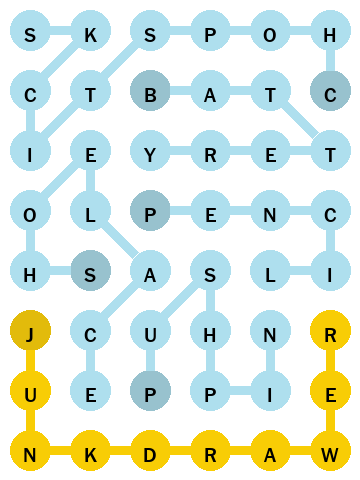 S K S P O H
C T B A T C
I E Y R E T
O L P E N C
H S A S L I
J C U H N R
U E P P I E
N K D R A W